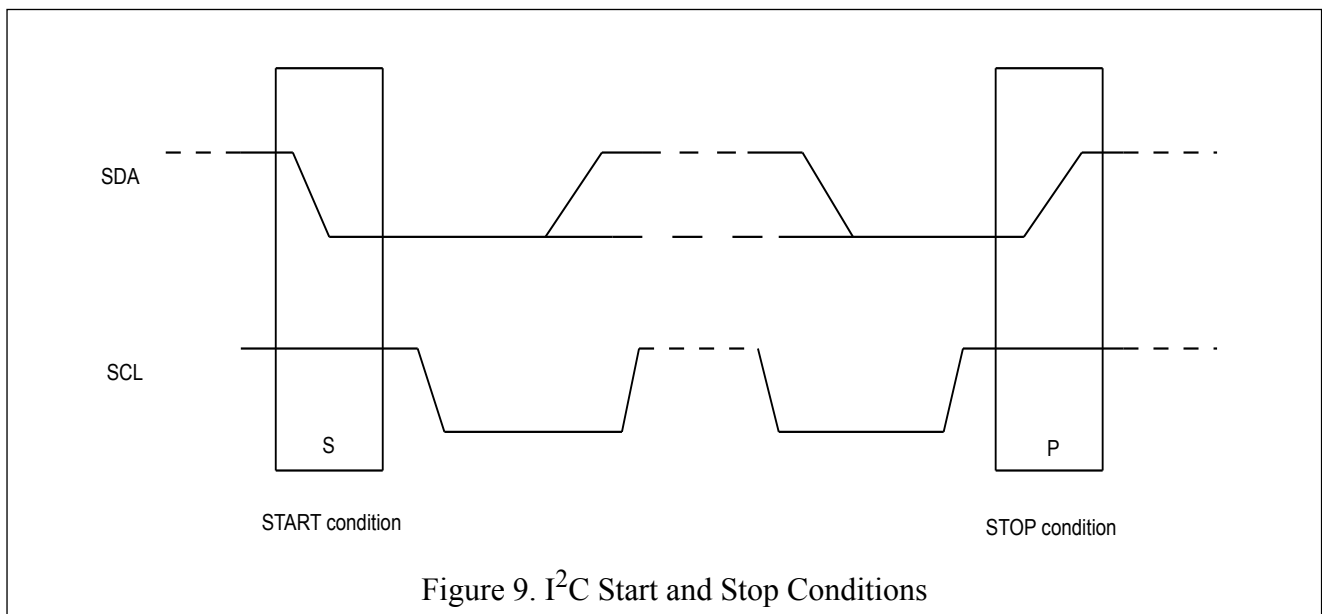 SDA
SCL
S
P
START condition
STOP condition
Figure 9. I²C Start and Stop Conditions